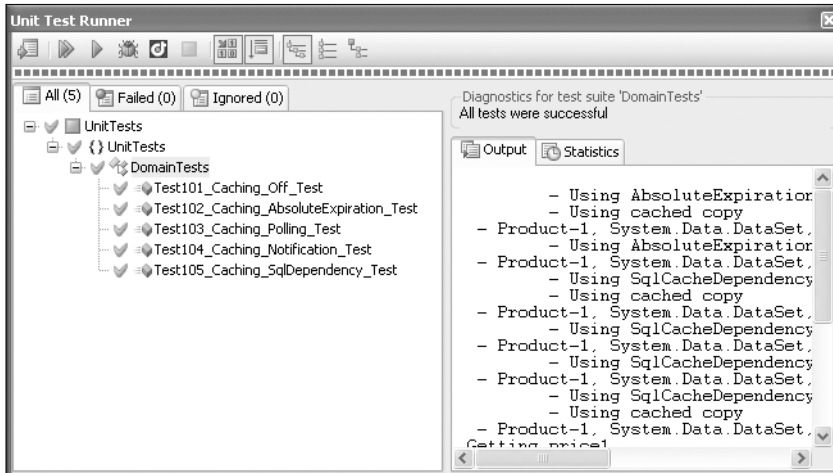 Unit Test Runner
All (5)
Failed (0)
Ignored (0)
UnitTests
{} UnitTests
DomainTests
Test101_Caching_Off_Test
Test102_Caching_AbsoluteExpiration_Test
Test103_Caching_Polling_Test
Test104_Caching_Notification_Test
Test105_Caching_SqlDependency_Test
Diagnostics for test suite 'DomainTests'
All tests were successful
Output
Statistics
- Using AbsoluteExpiration
- Using cached copy
- Product-1, System.Data.DataSet,
- Using AbsoluteExpiration
- Product-1, System.Data.DataSet,
- Using SqlCacheDependency
- Using cached copy
- Product-1, System.Data.DataSet,
- Using SqlCacheDependency
- Product-1, System.Data.DataSet,
- Using SqlCacheDependency
- Product-1, System.Data.DataSet,
- Using SqlCacheDependency
- Using cached copy
- Product-1, System.Data.DataSet,
Getting price1